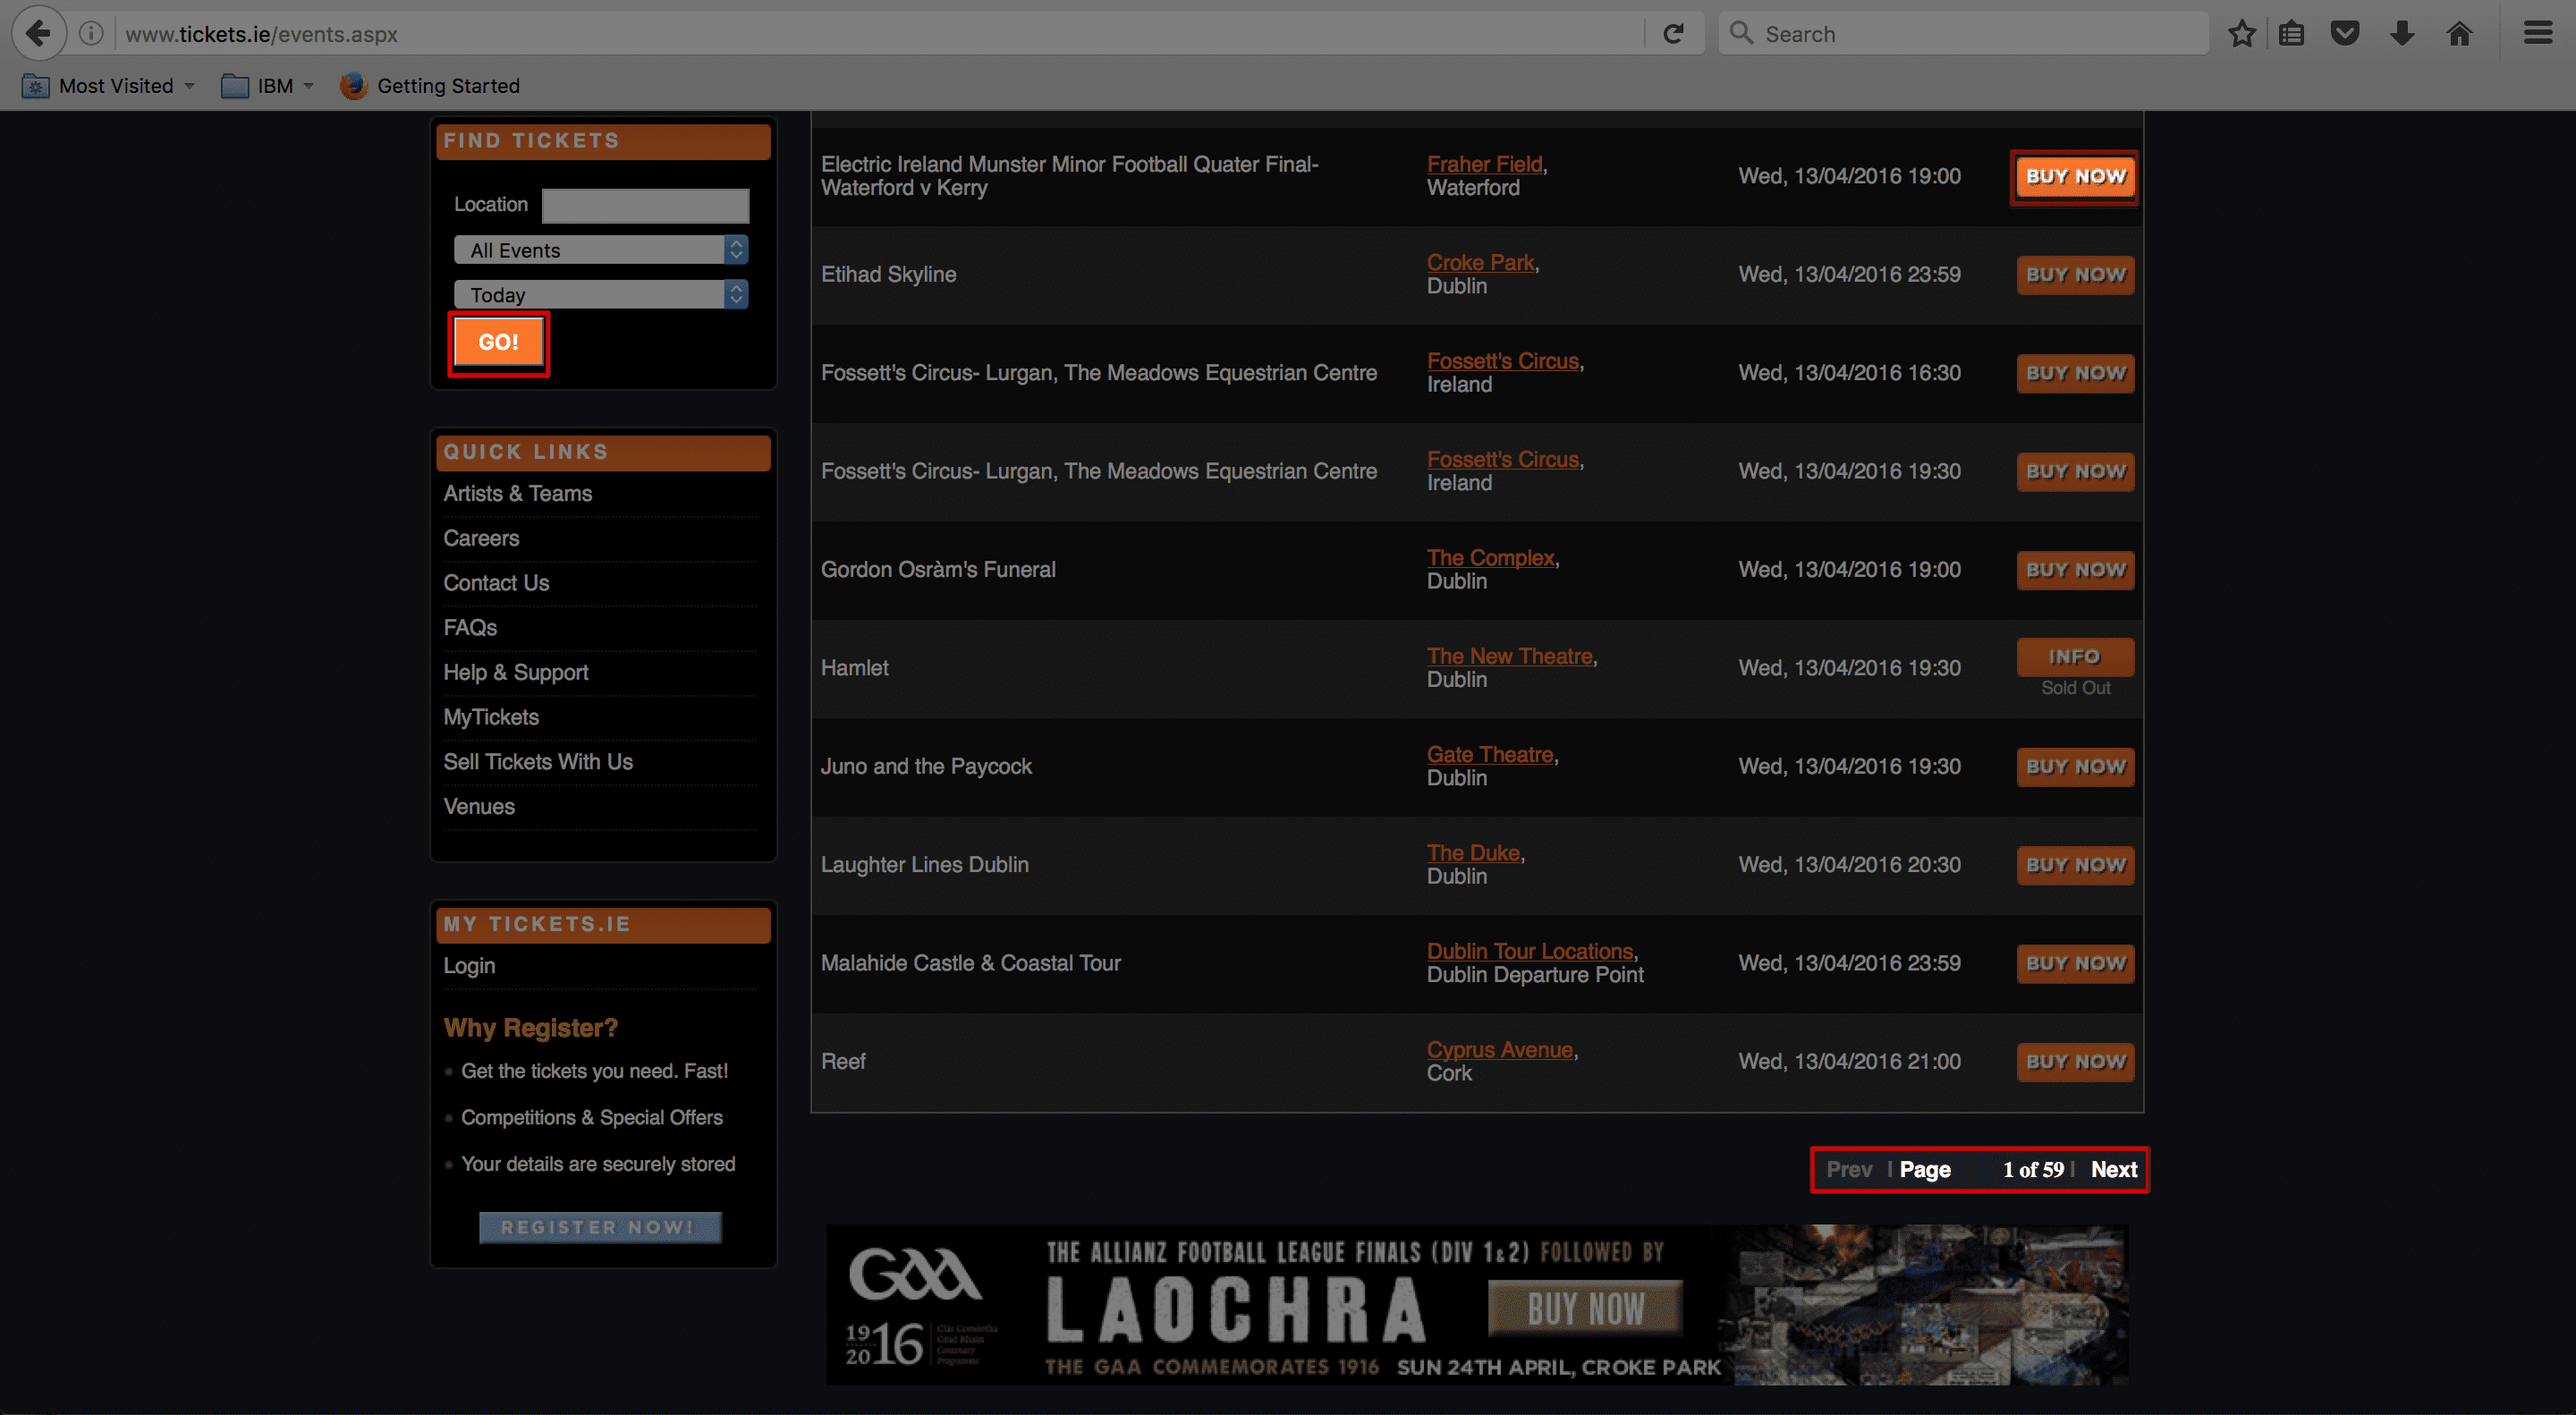 www.tickets.ie/events.aspx
Search
Most Visited
IBM
Getting Started
FIND TICKETS
Location
All Events
Today
GO!
QUICK LINKS
Artists & Teams
Careers
Contact Us
FAQs
Help & Support
MyTickets
Sell Tickets With Us
Venues
MY TICKETS.IE
Login
Why Register?
Get the tickets you need. Fast!
Competitions & Special Offers
Your details are securely stored
REGISTER NOW!
Electric Ireland Munster Minor Football Quater Final-
Waterford v Kerry
Fraher Field,
Waterford
Wed, 13/04/2016 19:00
BUY NOW
Etihad Skyline
Croke Park,
Dublin
Wed, 13/04/2016 23:59
BUY NOW
Fossett's Circus- Lurgan, The Meadows Equestrian Centre
Fossett's Circus,
Ireland
Wed, 13/04/2016 16:30
BUY NOW
Fossett's Circus- Lurgan, The Meadows Equestrian Centre
Fossett's Circus,
Ireland
Wed, 13/04/2016 19:30
BUY NOW
Gordon Osràm's Funeral
The Complex,
Dublin
Wed, 13/04/2016 19:00
BUY NOW
Hamlet
The New Theatre,
Dublin
Wed, 13/04/2016 19:30
INFO
Sold Out
Juno and the Paycock
Gate Theatre,
Dublin
Wed, 13/04/2016 19:30
BUY NOW
Laughter Lines Dublin
The Duke,
Dublin
Wed, 13/04/2016 20:30
BUY NOW
Malahide Castle & Coastal Tour
Dublin Tour Locations,
Dublin Departure Point
Wed, 13/04/2016 23:59
BUY NOW
Reef
Cyprus Avenue,
Cork
Wed, 13/04/2016 21:00
BUY NOW
Prev | Page 1 of 59 | Next
GAA
1916
2016
THE ALLIANZ FOOTBALL LEAGUE FINALS (DIV 1&2) FOLLOWED BY
LAOCHRA
BUY NOW
THE GAA COMMEMORATES 1916 SUN 24TH APRIL, CROKE PARK